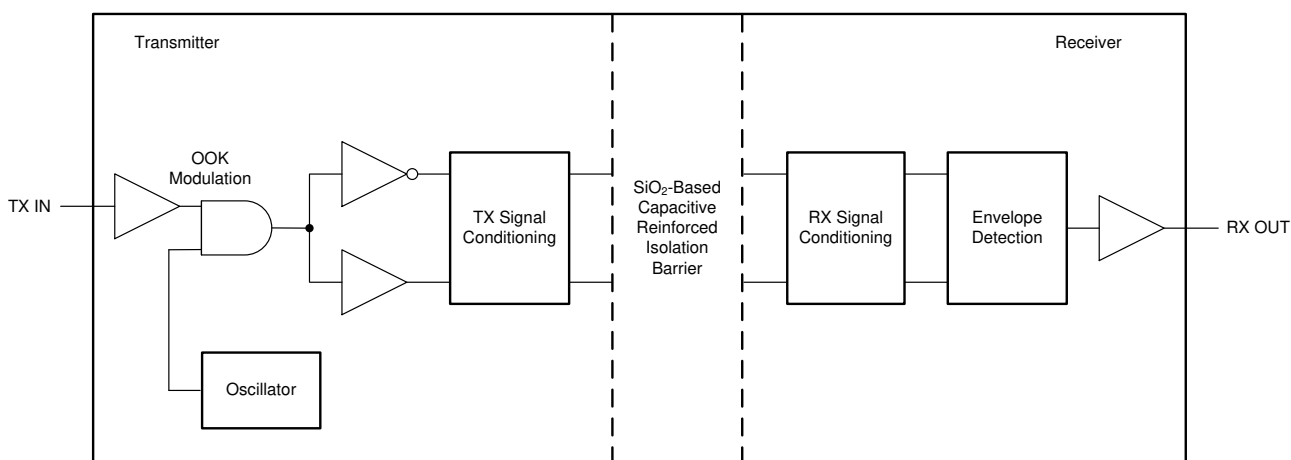 Transmitter
Receiver
OOK
Modulation
TX IN
TX Signal
Conditioning
SiO₂-Based
Capacitive
Reinforced
Isolation
Barrier
RX Signal
Conditioning
Envelope
Detection
RX OUT
Oscillator